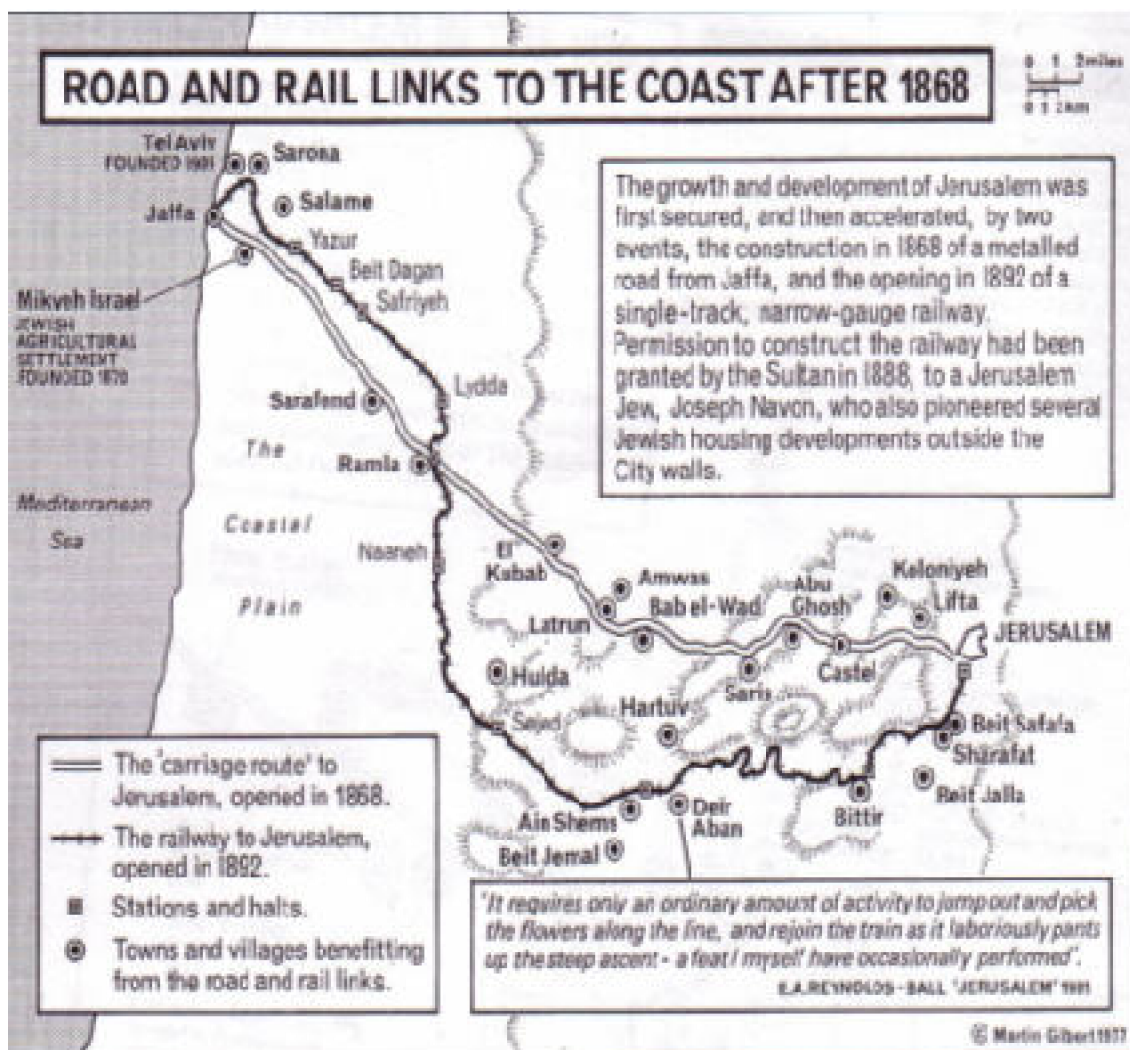 ROAD AND RAIL LINKS TO THE COAST AFTER 1868
0 1 2 miles
0 1 2 km
Tel Aviv
FOUNDED 1909
Sarona
Salame
Jaffa
Yazur
Beit Dagan
Safriyeh
Mikveh Israel
JEWISH
AGRICULTURAL
SETTLEMENT
FOUNDED 1870
The growth and development of Jerusalem was
first secured, and then accelerated, by two
events, the construction in 1868 of a metalled
road from Jaffa, and the opening in 1892 of a
single-track, narrow-gauge railway.
Permission to construct the railway had been
granted by the Sultan in 1888, to a Jerusalem
Jew, Joseph Navon, who also pioneered several
Jewish housing developments outside the
City walls.
Sarafend
Lydda
Ramla
The
Coastal
Plain
Mediterranean
Sea
Naaneh
El
Kabab
Amwas
Bab el-Wad
Abu
Ghosh
Keloniyeh
Lifta
Latrun
JERUSALEM
Hulda
Castel
Saris
Sejed
Hartuv
Beit Safafa
Sharafat
Beit Jalla
Ain Shems
Deir
Aban
Bittir
Beit Jemal
The 'carriage route' to
Jerusalem, opened in 1868.
The railway to Jerusalem,
opened in 1892.
Stations and halts.
Towns and villages benefitting
from the road and rail links.
'It requires only an ordinary amount of activity to jump out and pick
the flowers along the line, and rejoin the train as it laboriously pants
up the steep ascent - a feat I myself have occasionally performed'.
E.A. REYNOLDS-BALL 'JERUSALEM' 1901
© Martin Gilbert 1977